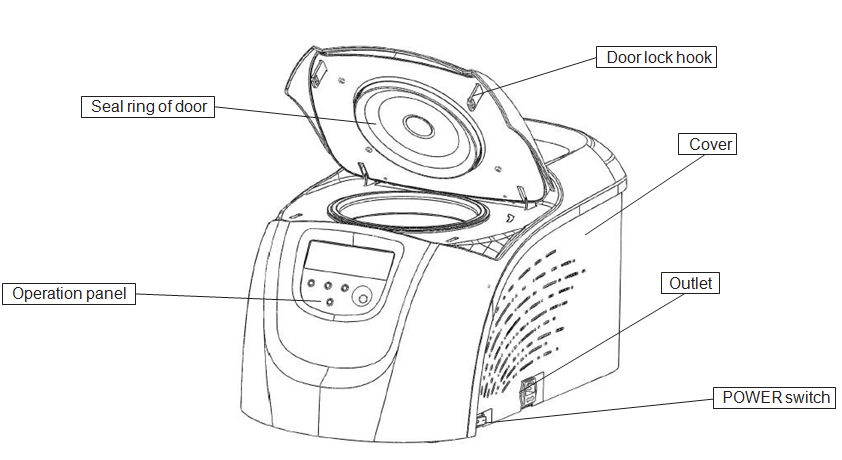 Door lock hook
Seal ring of door
Cover
Outlet
Operation panel
POWER switch